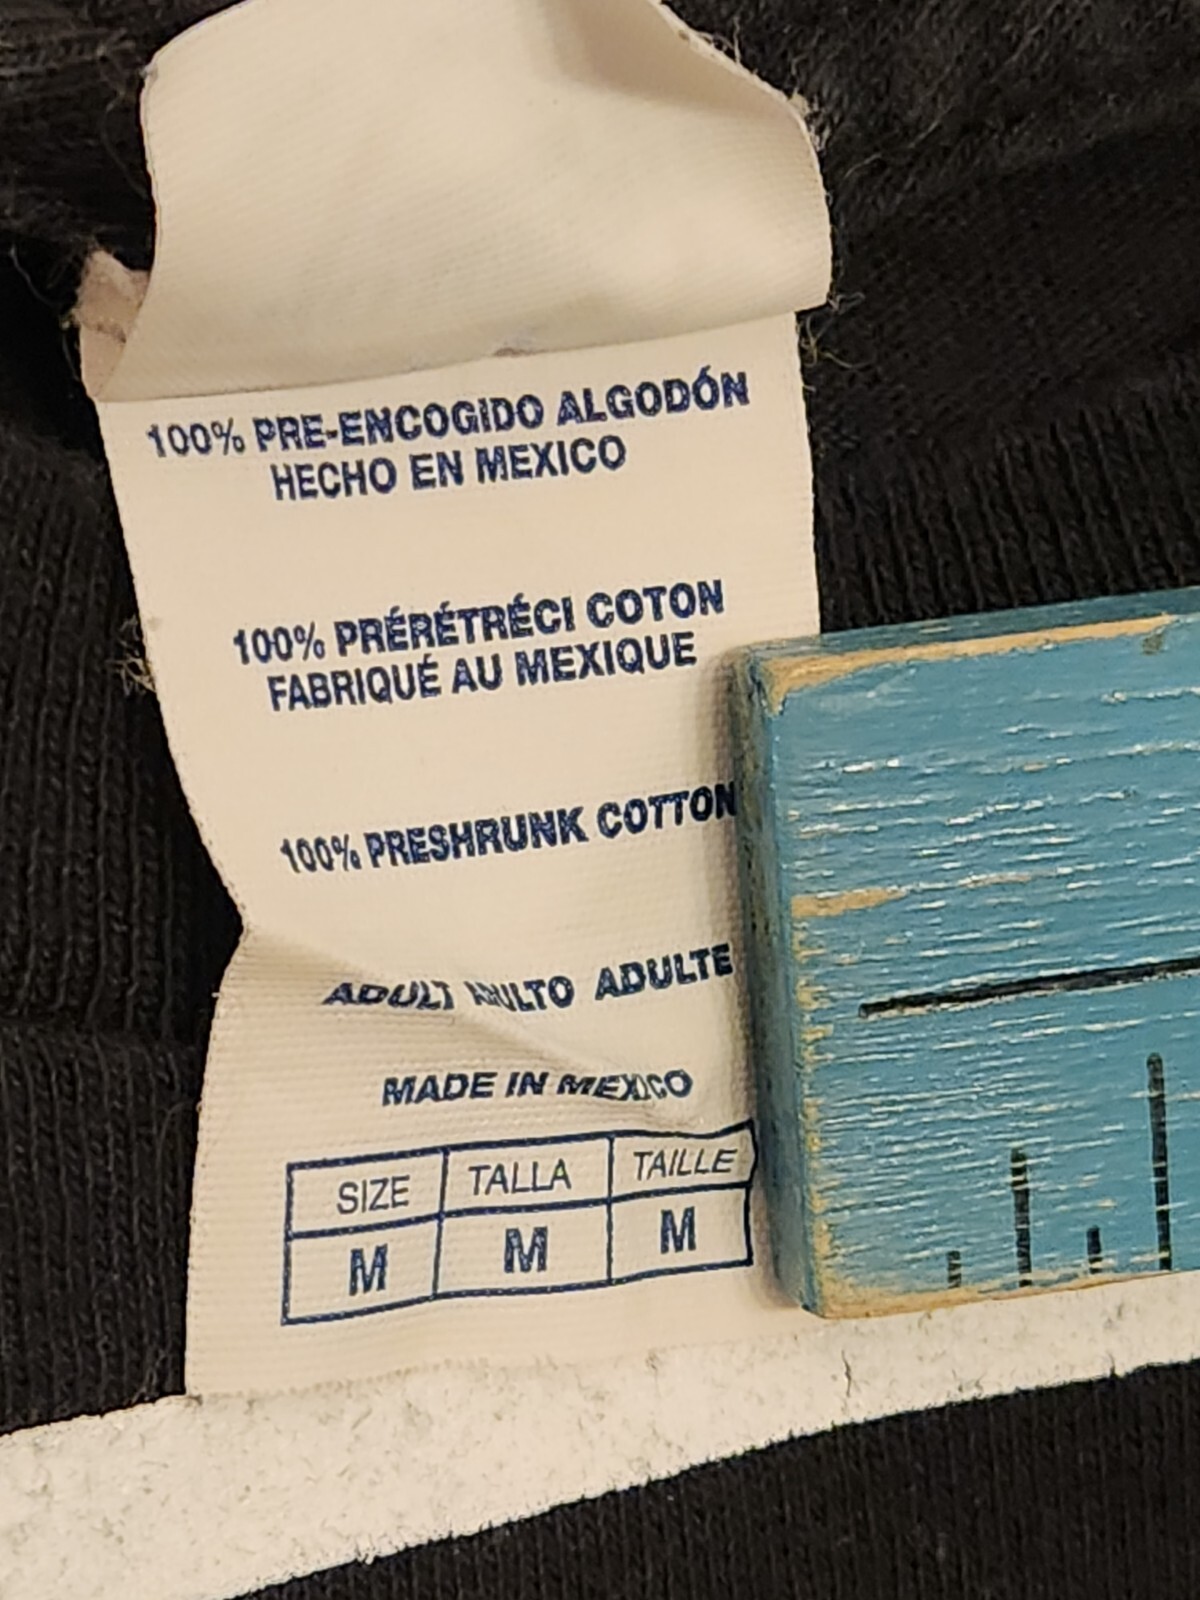 100% PRE-ENCOGIDO ALGODÓN
HECHO EN MEXICO
100% PRÉRÉTRÉCI COTON
FABRIQUÉ AU MEXIQUE
100% PRESHRUNK COTTON
ADULT ADULTO ADULTE
MADE IN MEXICO
SIZE TALLA TAILLE
M M M